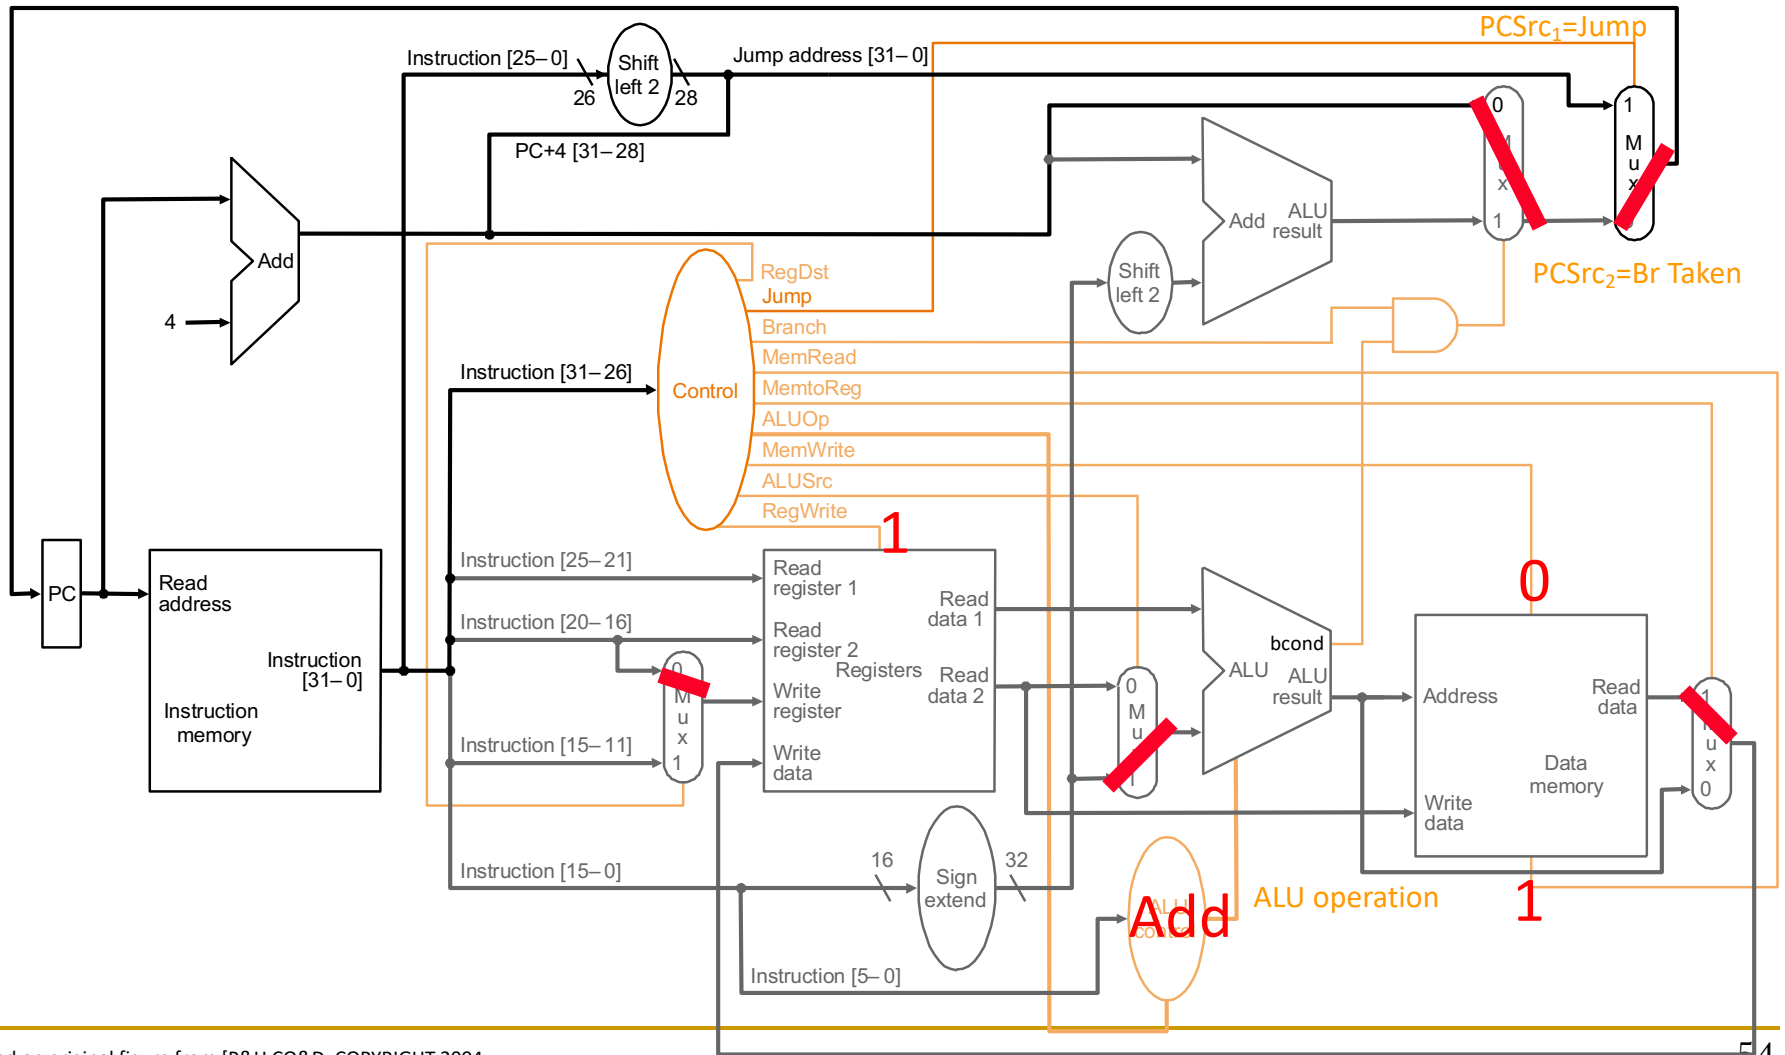 PCSrc1=Jump
Instruction [25–0]
Shift
left 2
Jump address [31–0]
26
28
0
M
u
x
1
1
M
u
x
PC+4 [31–28]
Add
4
Add
ALU
result
Shift
left 2
PCSrc2=Br Taken
RegDst
Jump
Branch
MemRead
MemtoReg
ALUOp
MemWrite
ALUSrc
RegWrite
Instruction [31–26]
Control
1
PC
Read
address
Instruction
[31–0]
Instruction
memory
Instruction [25–21]
Instruction [20–16]
Instruction [15–11]
Instruction [15–0]
Instruction [5–0]
0
M
u
x
1
Read
register 1
Read
register 2
Registers
Write
register
Write
data
Read
data 1
Read
data 2
0
M
u
bcond
ALU
ALU
result
0
Address
Read
data
Data
memory
Write
data
1
1
u
x
0
16
Sign
extend
32
ALU
control
Add
ALU operation
54